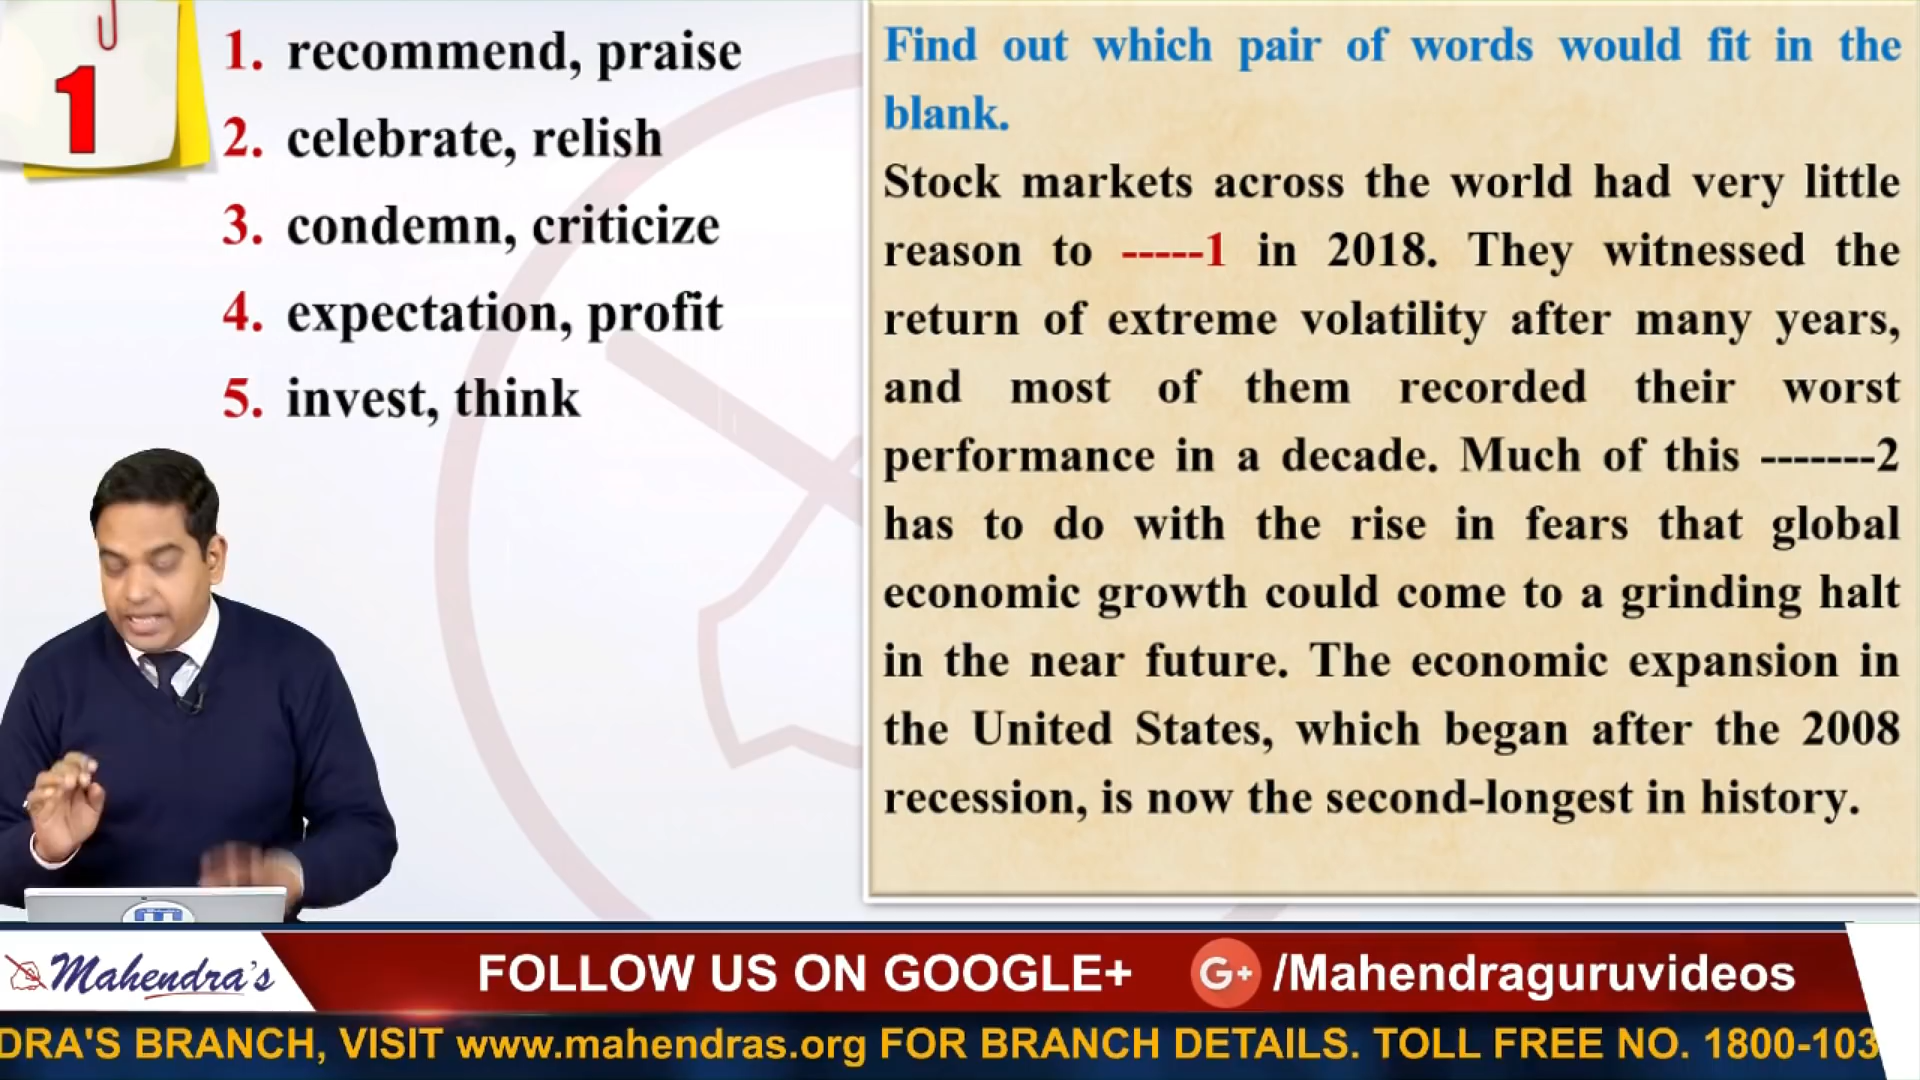 1
1. recommend, praise
2. celebrate, relish
3. condemn, criticize
4. expectation, profit
5. invest, think
Find out which pair of words would fit in the
blank.
Stock markets across the world had very little
reason to -----1 in 2018. They witnessed the
return of extreme volatility after many years,
and most of them recorded their worst
performance in a decade. Much of this -------2
has to do with the rise in fears that global
economic growth could come to a grinding halt
in the near future. The economic expansion in
the United States, which began after the 2008
recession, is now the second-longest in history.
Mahendra's
FOLLOW US ON GOOGLE+
G+ /Mahendraguruvideos
DRA'S BRANCH, VISIT www.mahendras.org FOR BRANCH DETAILS. TOLL FREE NO. 1800-103